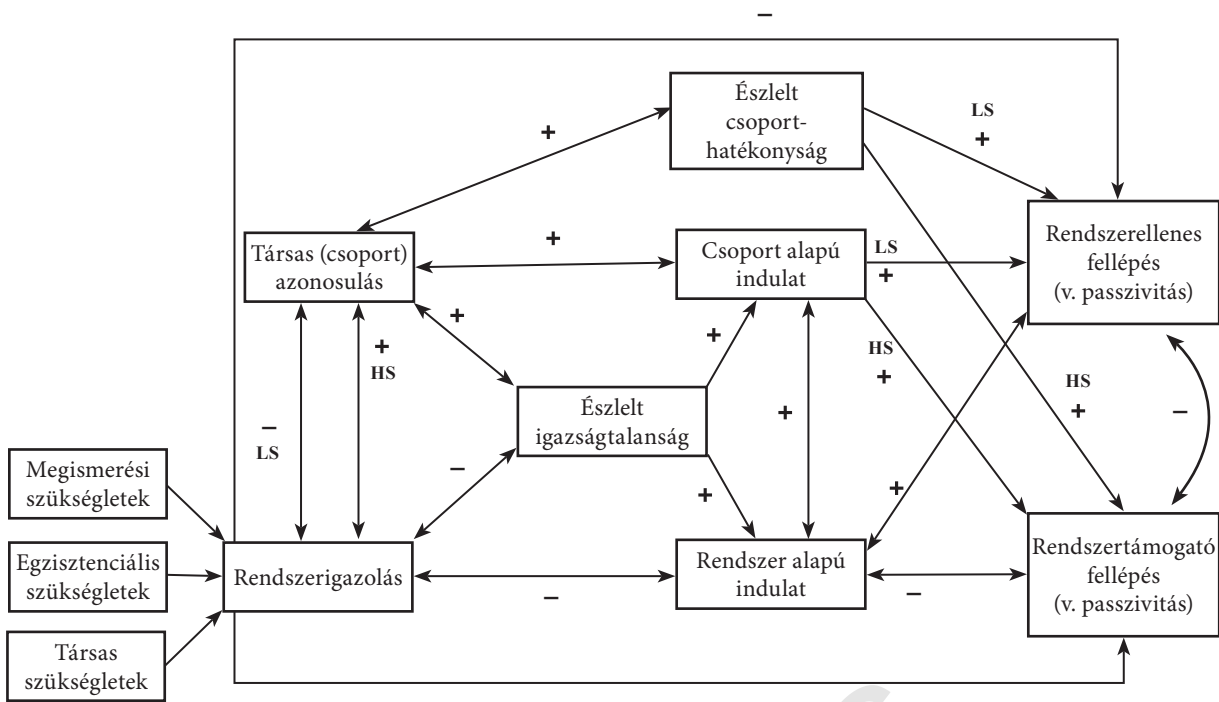 –
Észlelt
csoport-
hatékonyság
LS
+
+
Társas (csoport)
azonosulás
+
Csoport alapú
indulat
LS
+
Rendszerellenes
fellépés
(v. passzivitás)
+
+
HS
+
HS
+
Észlelt
igazságtalanság
+
HS
+
–
–
LS
–
+
+
Megismerési
szükségletek
Egzisztenciális
szükségletek
Társas
szükségletek
Rendszerigazolás
–
Rendszer alapú
indulat
–
Rendszertámogató
fellépés
(v. passzivitás)